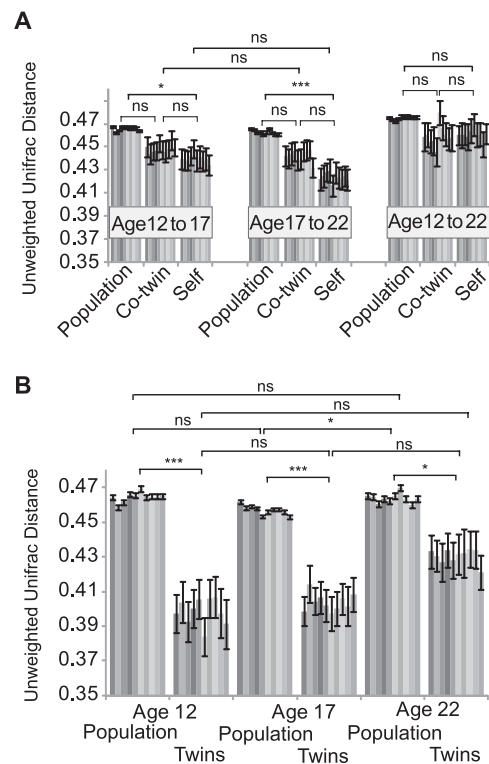 A
ns
ns
ns
* *** ns ns
ns ns ns ns
Unweighted Unifrac Distance
0.47
0.45
0.43
0.41
0.39
0.37
0.35
Age12 to 17 Age17 to 22 Age12 to 22
Population Co-twin Self Population Co-twin Self Population Co-twin Self
B
ns
ns
ns *
ns ns
*** *** *
Unweighted Unifrac Distance
0.47
0.45
0.43
0.41
0.39
0.37
0.35
Age 12 Age 17 Age 22
Population Population Population
Twins Twins Twins